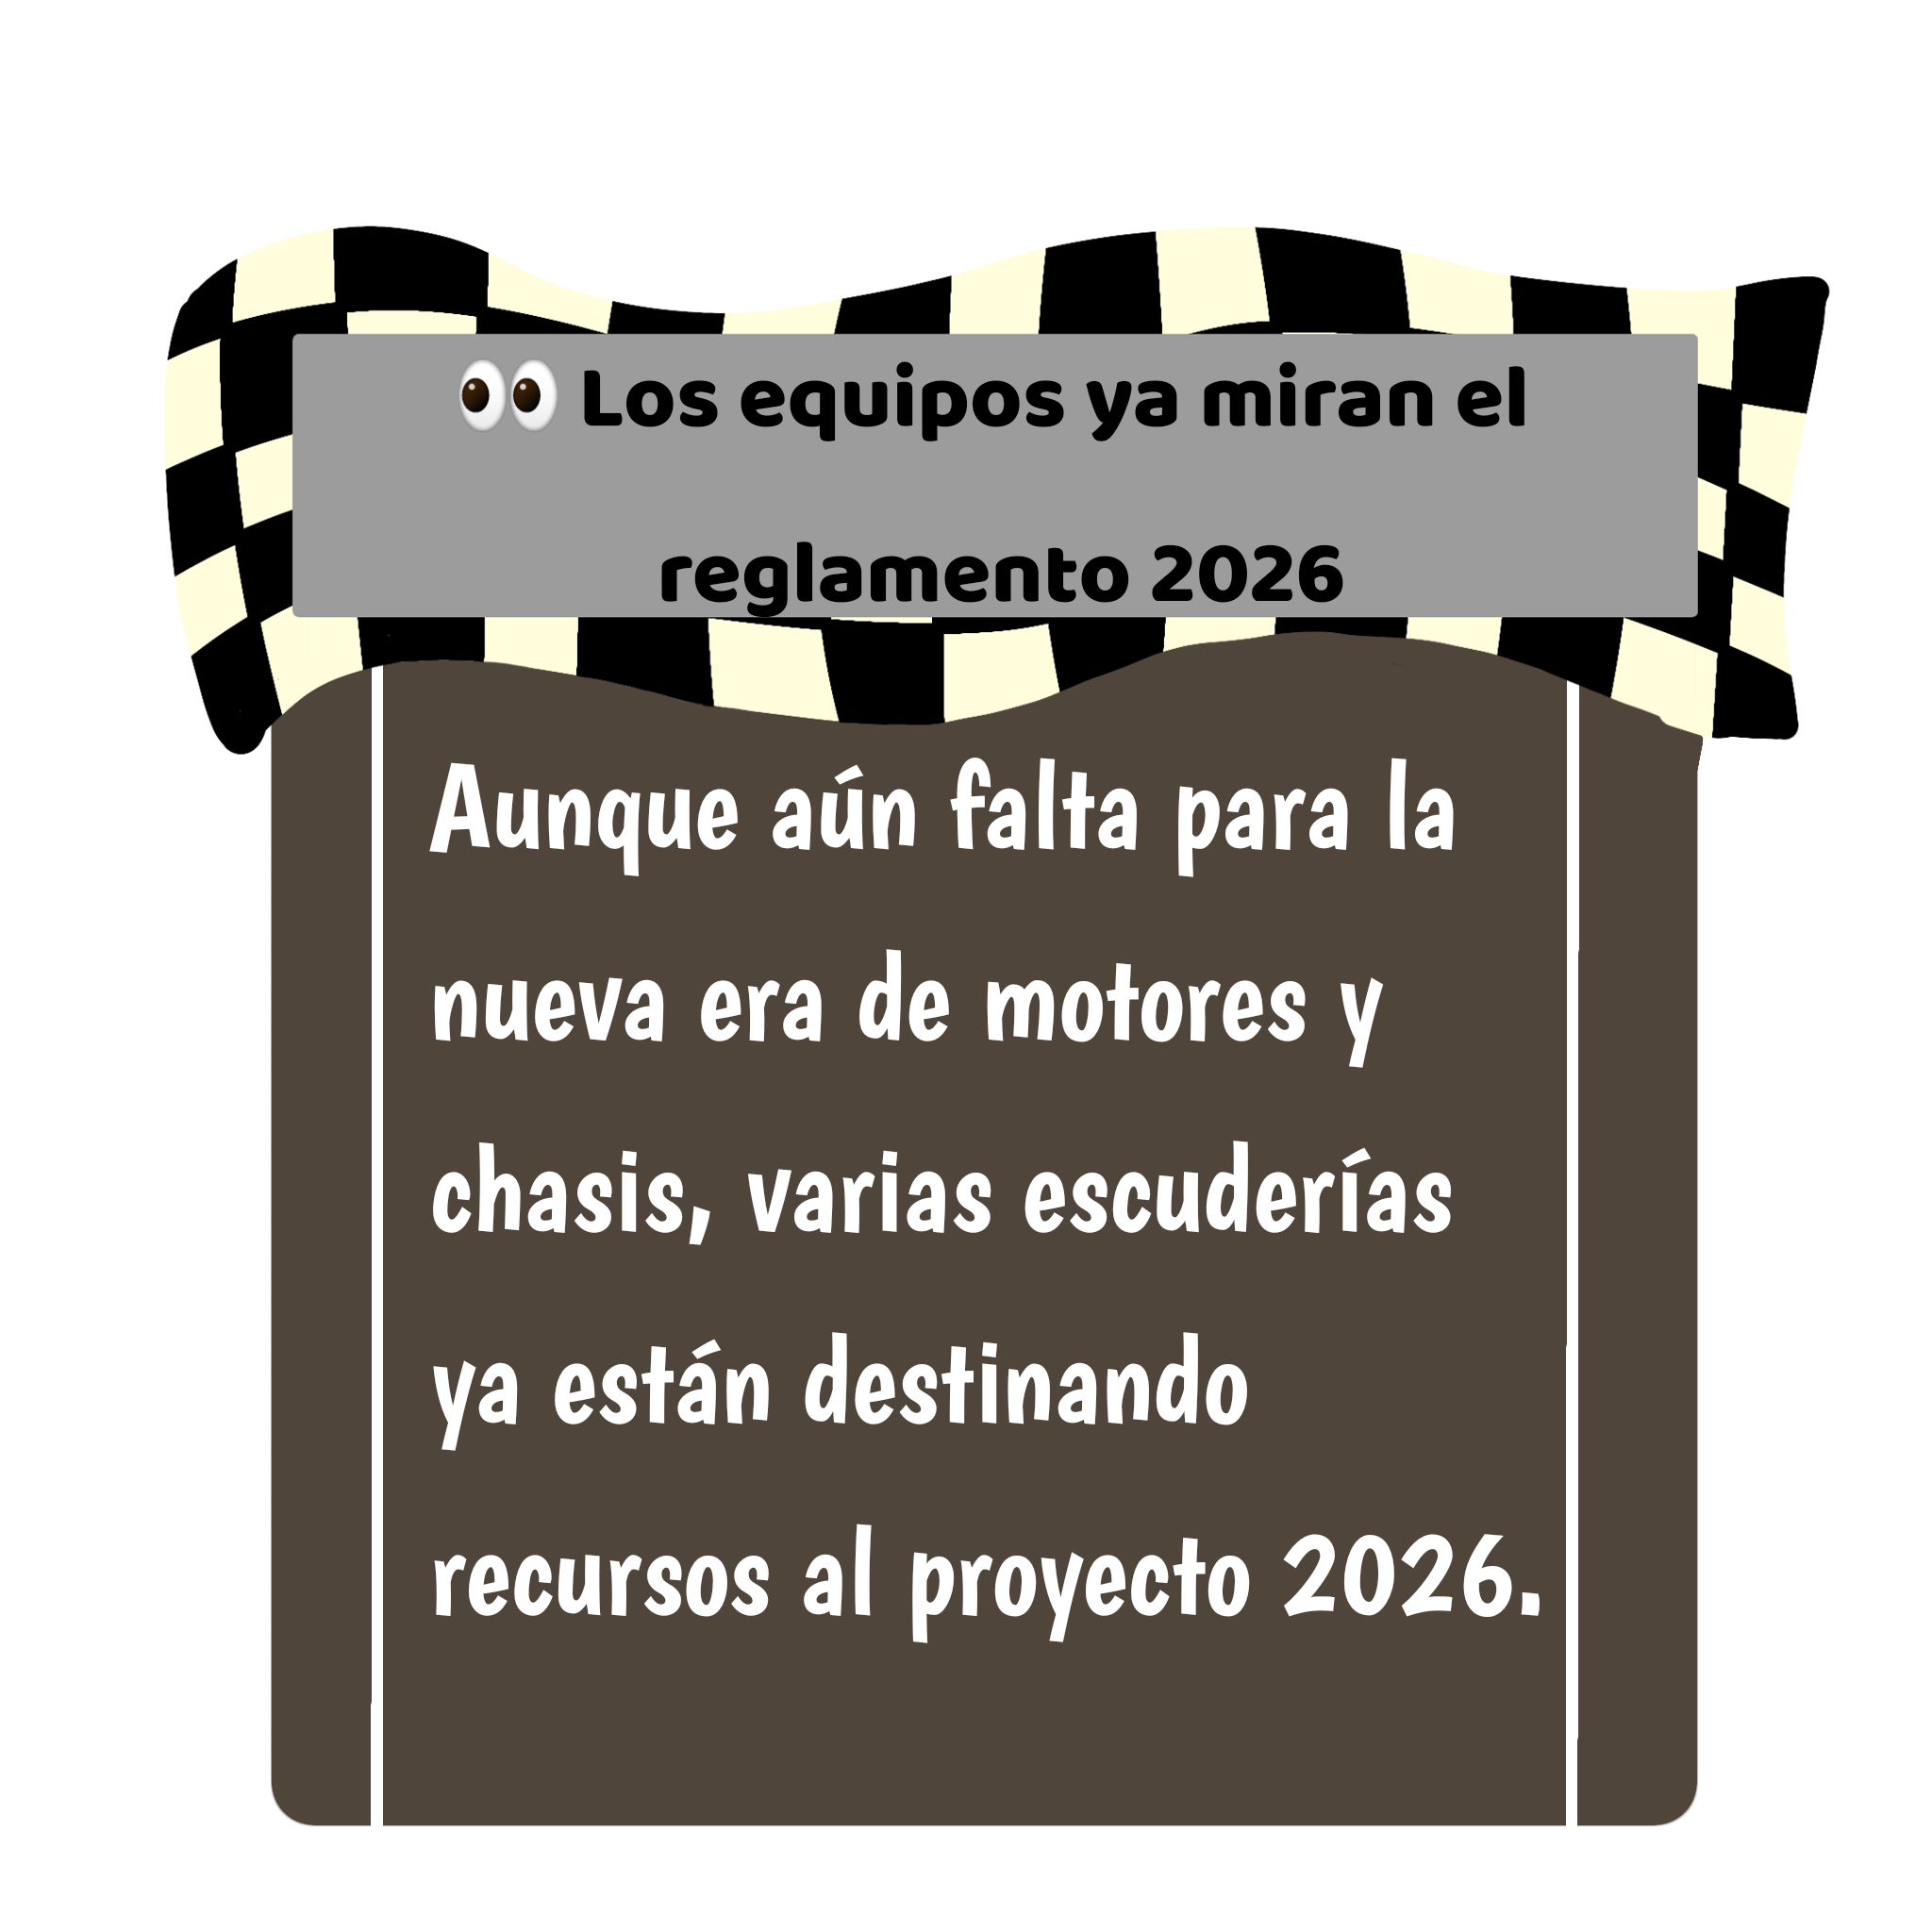 👀 Los equipos ya miran el
reglamento 2026
Aunque aún falta para la
nueva era de motores y
chasis, varias escuderías
ya están destinando
recursos al proyecto 2026.